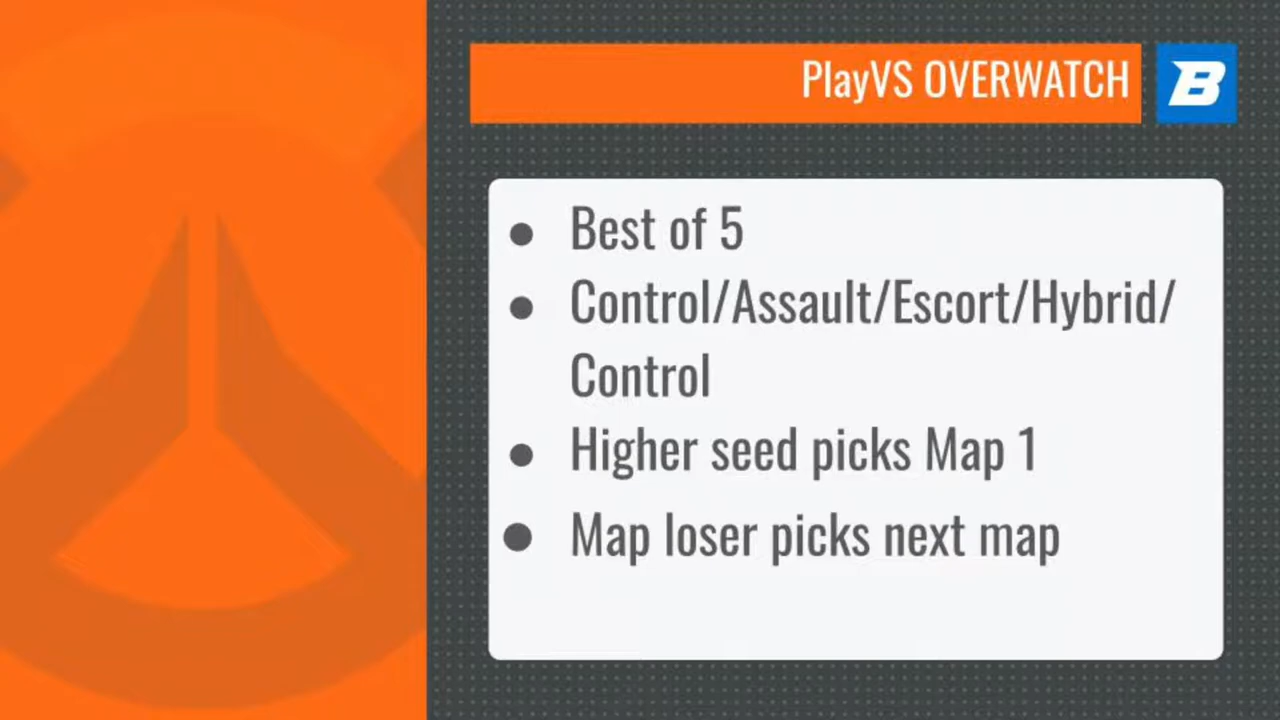 PlayVS OVERWATCH
B
● Best of 5
● Control/Assault/Escort/Hybrid/
Control
● Higher seed picks Map 1
● Map loser picks next map